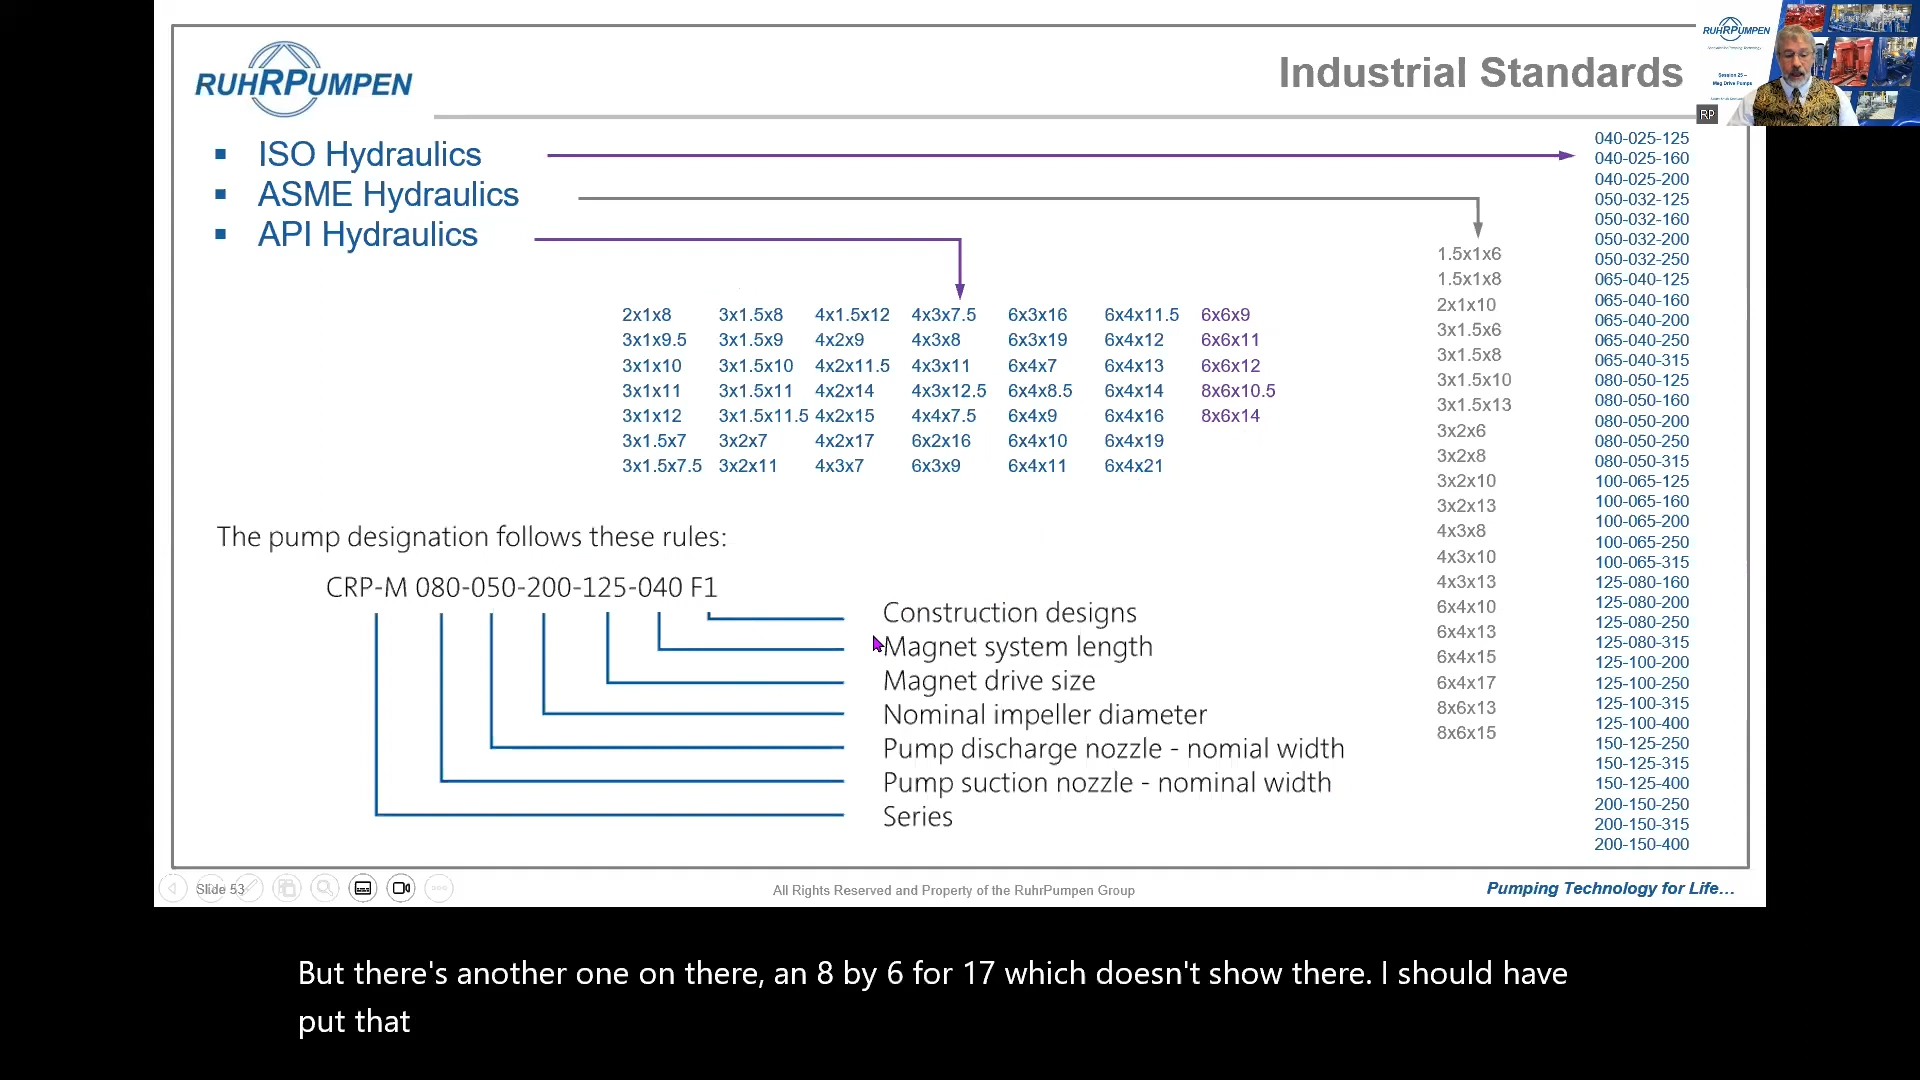 RUHRPUMPEN
Industrial Standards
RUHRPUMPEN
Session 25 –
Mag Drive Pumps
RP
▪ ISO Hydraulics
▪ ASME Hydraulics
▪ API Hydraulics
2x1x8 3x1.5x8 4x1.5x12 4x3x7.5 6x3x16 6x4x11.5 6x6x9
3x1x9.5 3x1.5x9 4x2x9 4x3x8 6x3x19 6x4x12 6x6x11
3x1x10 3x1.5x10 4x2x11.5 4x3x11 6x4x7 6x4x13 6x6x12
3x1x11 3x1.5x11 4x2x14 4x3x12.5 6x4x8.5 6x4x14 8x6x10.5
3x1x12 3x1.5x11.5 4x2x15 4x4x7.5 6x4x9 6x4x16 8x6x14
3x1.5x7 3x2x7 4x2x17 6x2x16 6x4x10 6x4x19
3x1.5x7.5 3x2x11 4x3x7 6x3x9 6x4x11 6x4x21
1.5x1x6
1.5x1x8
2x1x10
3x1.5x6
3x1.5x8
3x1.5x10
3x1.5x13
3x2x6
3x2x8
3x2x10
3x2x13
4x3x8
4x3x10
4x3x13
6x4x10
6x4x13
6x4x15
6x4x17
8x6x13
8x6x15
040-025-125
040-025-160
040-025-200
050-032-125
050-032-160
050-032-200
050-032-250
065-040-125
065-040-160
065-040-200
065-040-250
065-040-315
080-050-125
080-050-160
080-050-200
080-050-250
080-050-315
100-065-125
100-065-160
100-065-200
100-065-250
100-065-315
125-080-160
125-080-200
125-080-250
125-080-315
125-100-200
125-100-250
125-100-315
125-100-400
150-125-250
150-125-315
150-125-400
200-150-250
200-150-315
200-150-400
The pump designation follows these rules:
CRP-M 080-050-200-125-040 F1
Construction designs
Magnet system length
Magnet drive size
Nominal impeller diameter
Pump discharge nozzle - nomial width
Pump suction nozzle - nominal width
Series
Slide 53
All Rights Reserved and Property of the RuhrPumpen Group
Pumping Technology for Life…
But there's another one on there, an 8 by 6 for 17 which doesn't show there. I should have
put that